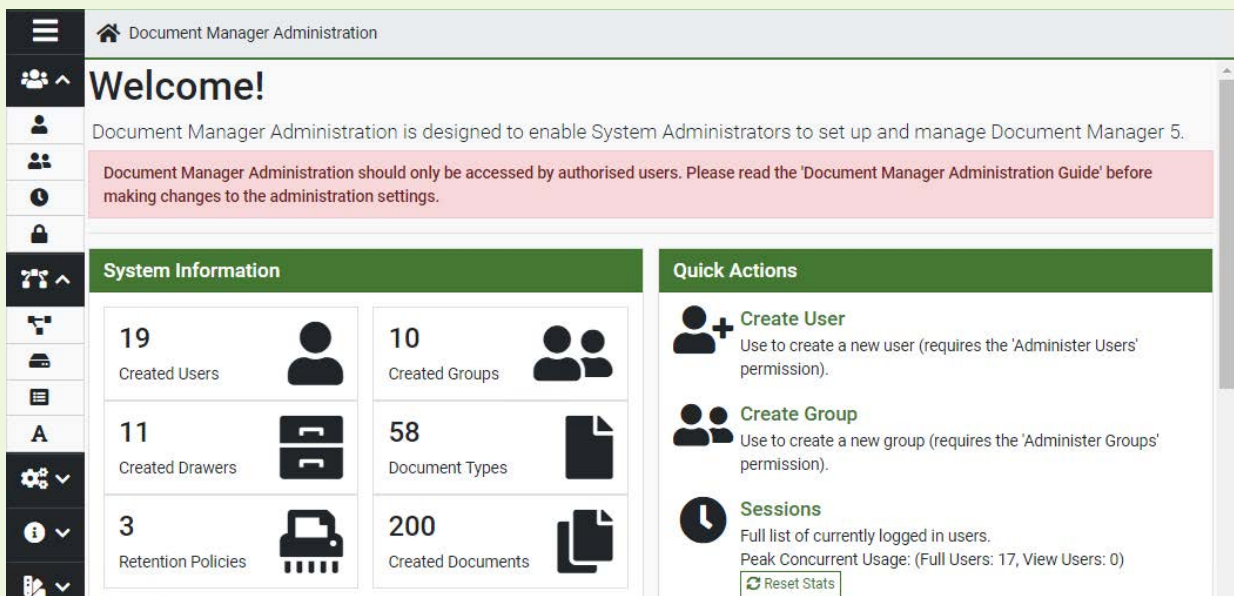 Document Manager Administration
Welcome!
Document Manager Administration is designed to enable System Administrators to set up and manage Document Manager 5.
Document Manager Administration should only be accessed by authorised users. Please read the 'Document Manager Administration Guide' before
making changes to the administration settings.
System Information
19
Created Users
10
Created Groups
11
Created Drawers
58
Document Types
3
Retention Policies
200
Created Documents
Quick Actions
Create User
Use to create a new user (requires the 'Administer Users'
permission).
Create Group
Use to create a new group (requires the 'Administer Groups'
permission).
Sessions
Full list of currently logged in users.
Peak Concurrent Usage: (Full Users: 17, View Users: 0)
Reset Stats